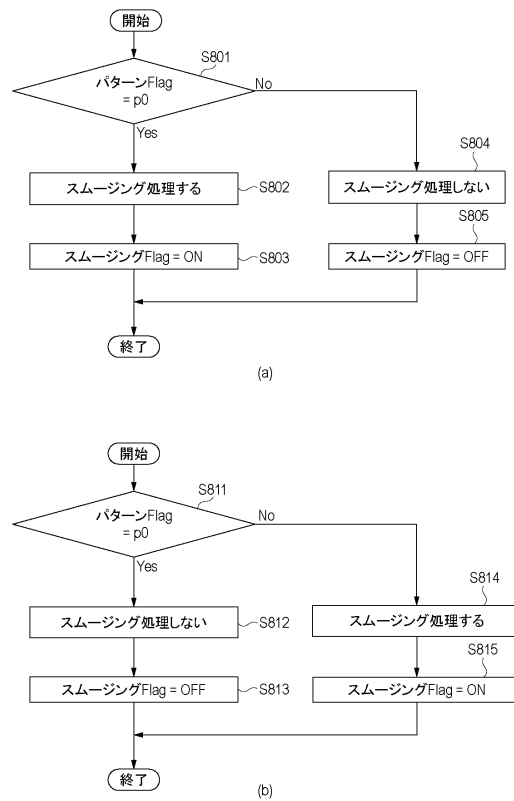 開始
S801
パターンFlag
= p0
No
Yes
S804
スムージング処理する
S802
スムージング処理しない
S805
スムージングFlag = ON
S803
スムージングFlag = OFF
終了
(a)
開始
S811
パターンFlag
= p0
No
Yes
S814
スムージング処理しない
S812
スムージング処理する
S815
スムージングFlag = OFF
S813
スムージングFlag = ON
終了
(b)